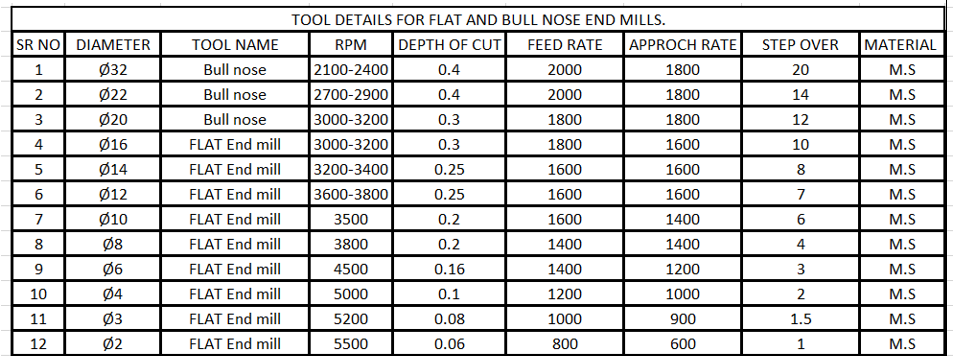 TOOL DETAILS FOR FLAT AND BULL NOSE END MILLS.
SR NO DIAMETER TOOL NAME RPM DEPTH OF CUT FEED RATE APPROCH RATE STEP OVER MATERIAL
1 Ø32 Bull nose 2100-2400 0.4 2000 1800 20 M.S
2 Ø22 Bull nose 2700-2900 0.4 2000 1800 14 M.S
3 Ø20 Bull nose 3000-3200 0.3 1800 1800 12 M.S
4 Ø16 FLAT End mill 3000-3200 0.3 1800 1600 10 M.S
5 Ø14 FLAT End mill 3200-3400 0.25 1600 1600 8 M.S
6 Ø12 FLAT End mill 3600-3800 0.25 1600 1600 7 M.S
7 Ø10 FLAT End mill 3500 0.2 1600 1400 6 M.S
8 Ø8 FLAT End mill 3800 0.2 1400 1400 4 M.S
9 Ø6 FLAT End mill 4500 0.16 1400 1200 3 M.S
10 Ø4 FLAT End mill 5000 0.1 1200 1000 2 M.S
11 Ø3 FLAT End mill 5200 0.08 1000 900 1.5 M.S
12 Ø2 FLAT End mill 5500 0.06 800 600 1 M.S